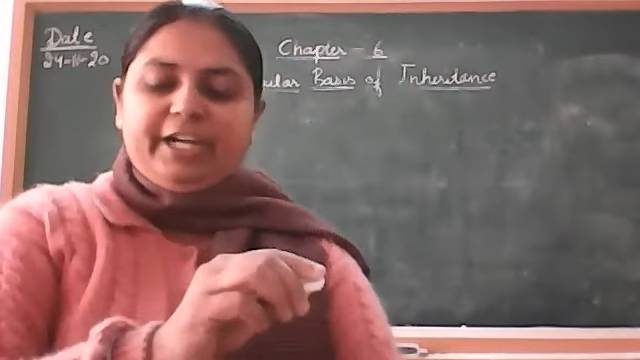 Date
24-11-20
Chapter - 6
Basis of Inheritance